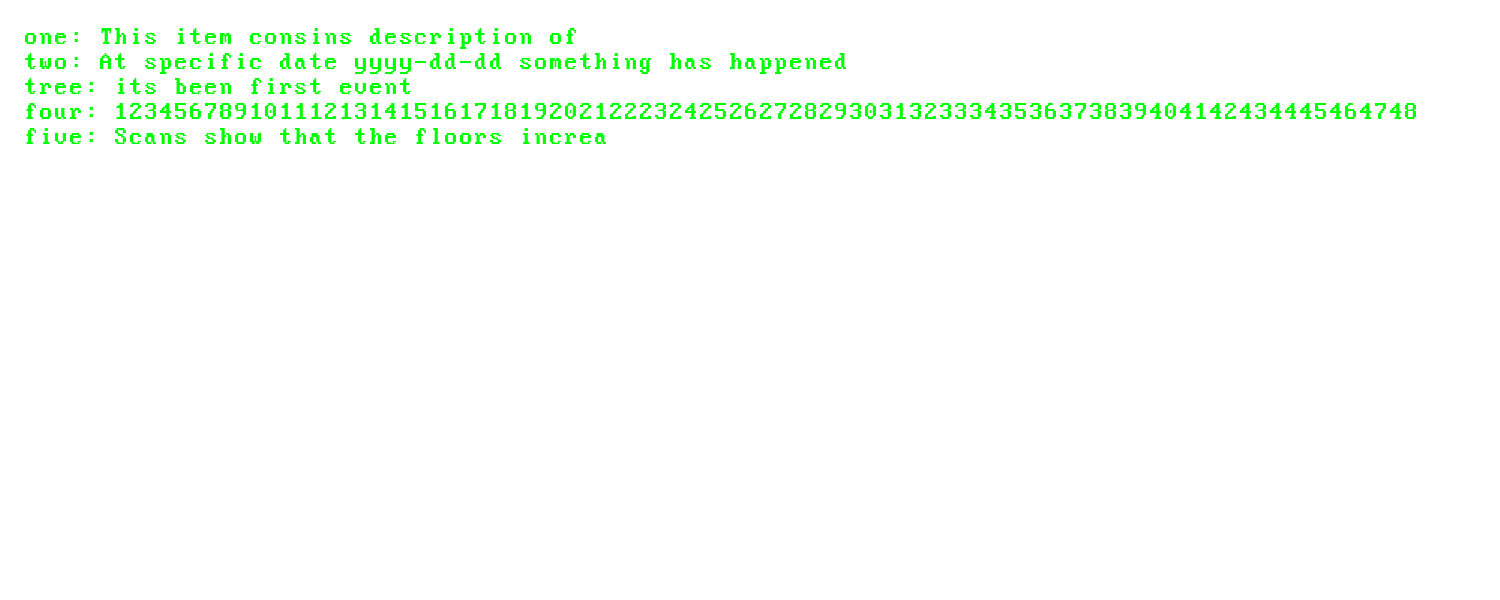 one: This item consins description of
two: At specific date yyyy-dd-dd something has happened
tree: its been first event
four: 123456789101112131415161718192021222324252627282930313233343536373839404142434445464748
five: Scans show that the floors increa